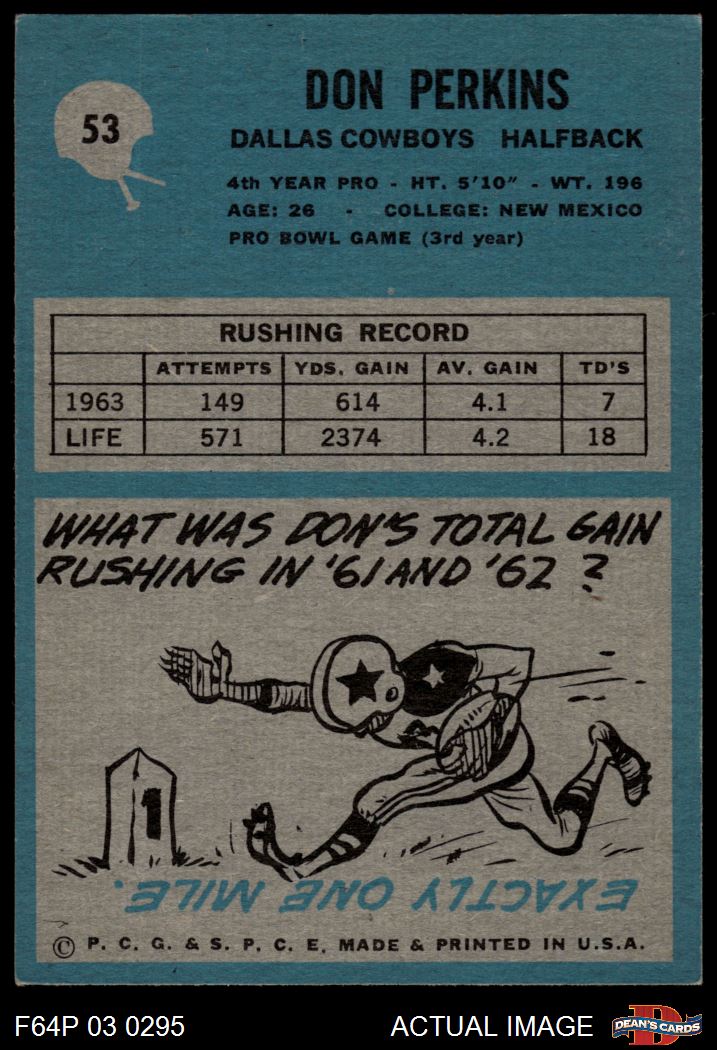 53
DON PERKINS
DALLAS COWBOYS HALFBACK
4th YEAR PRO - HT. 5'10" - WT. 196
AGE: 26 - COLLEGE: NEW MEXICO
PRO BOWL GAME (3rd year)
RUSHING RECORD
ATTEMPTS YDS. GAIN AV. GAIN TD'S
1963 149 614 4.1 7
LIFE 571 2374 4.2 18
WHAT WAS DON'S TOTAL GAIN
RUSHING IN '61 AND '62 ?
1
EXACTLY ONE MILE.
© P. C. G. & S. P. C. E. MADE & PRINTED IN U.S.A.
F64P 03 0295 ACTUAL IMAGE D DEAN'S CARDS